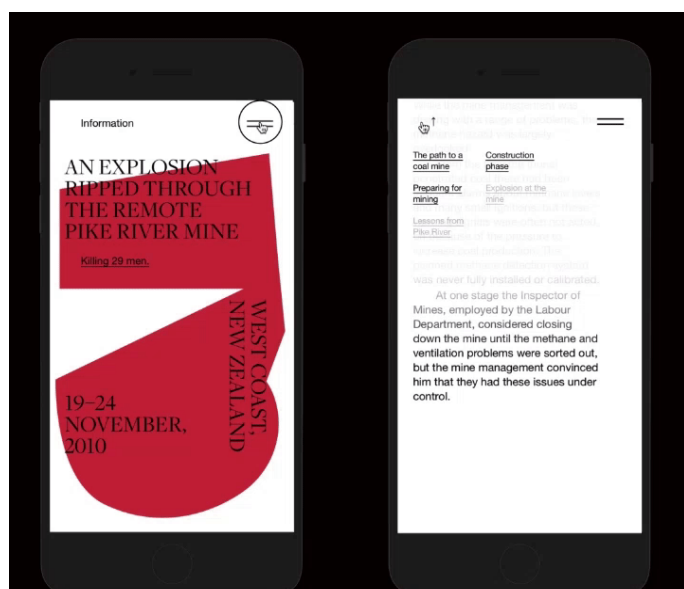 Information
AN EXPLOSION
RIPPED THROUGH
THE REMOTE
PIKE RIVER MINE
Killing 29 men.
WEST COAST,
NEW ZEALAND
19–24
NOVEMBER,
2010
The path to a
coal mine
Construction
phase
Preparing for
mining
Explosion at the
mine
Lessons from
Pike River
was never fully installed or calibrated.
At one stage the Inspector of
Mines, employed by the Labour
Department, considered closing
down the mine until the methane and
ventilation problems were sorted out,
but the mine management convinced
him that they had these issues under
control.